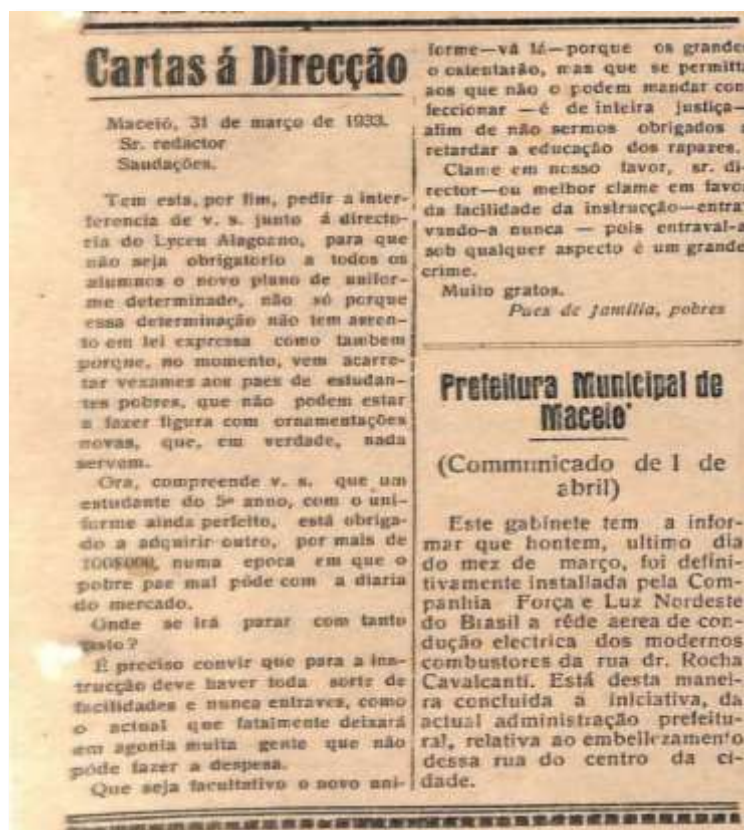 Cartas á Direcção
Maceió, 31 de março de 1933.
Sr. redactor
Saudações.
Tem esta, por fim, pedir a inter-
ferencia de v. s. junto á directo-
ria do Lyceu Alagoano, para que
não seja obrigatorio a todos os
alumnos o novo plano de unifor-
me determinado, não só porque
essa determinação não tem assen-
to em lei expressa como tambem
porque, no momento, vem acarre-
tar vexames aos paes de estudan-
tes pobres, que não podem estar
a fazer figura com ornamentações
novas, que, em verdade, nada
servem.
Ora, compreende v. s. que um
estudante do 5º anno, com o uni-
forme ainda perfeito, está obriga-
do a adquirir outro, por mais de
100$000, numa epoca em que o
pobre pae mal póde com a diaria
do mercado.
Onde se irá parar com tanto
gasto?
É preciso convir que para a ins-
trucção deve haver toda sorte de
facilidades e nunca entraves, como
o actual que fatalmente deixará
em agonia muita gente que não
póde fazer a despesa.
Que seja facultativo o novo uni-
forme—vá lá—porque os grandes
o ostentarão, mas que se permitta
aos que não o podem mandar con
feccionar —é de inteira justiça—
afim de não sermos obrigados a
retardar a educação dos rapazes.
Clame em nosso favor, sr. di-
rector—ou melhor clame em favor
da facilidade da instrucção—entra-
vando-a nunca — pois entraval-a
sob qualquer aspecto é um grande
crime.
Muito gratos.
Paes de familia, pobres
Prefeitura Municipal de
Maceio'
(Communicado de 1 de
abril)
Este gabinete tem a infor-
mar que hontem, ultimo dia
do mez de março, foi defini-
tivamente installada pela Com-
panhia Força e Luz Nordeste
do Brasil a rêde aerea de con-
dução electrica dos modernos
combustores da rua dr. Rocha
Cavalcanti. Está desta manei-
ra concluida a iniciativa, da
actual administração prefeitu-
ral, relativa ao embellezamento
dessa rua do centro da ci-
dade.